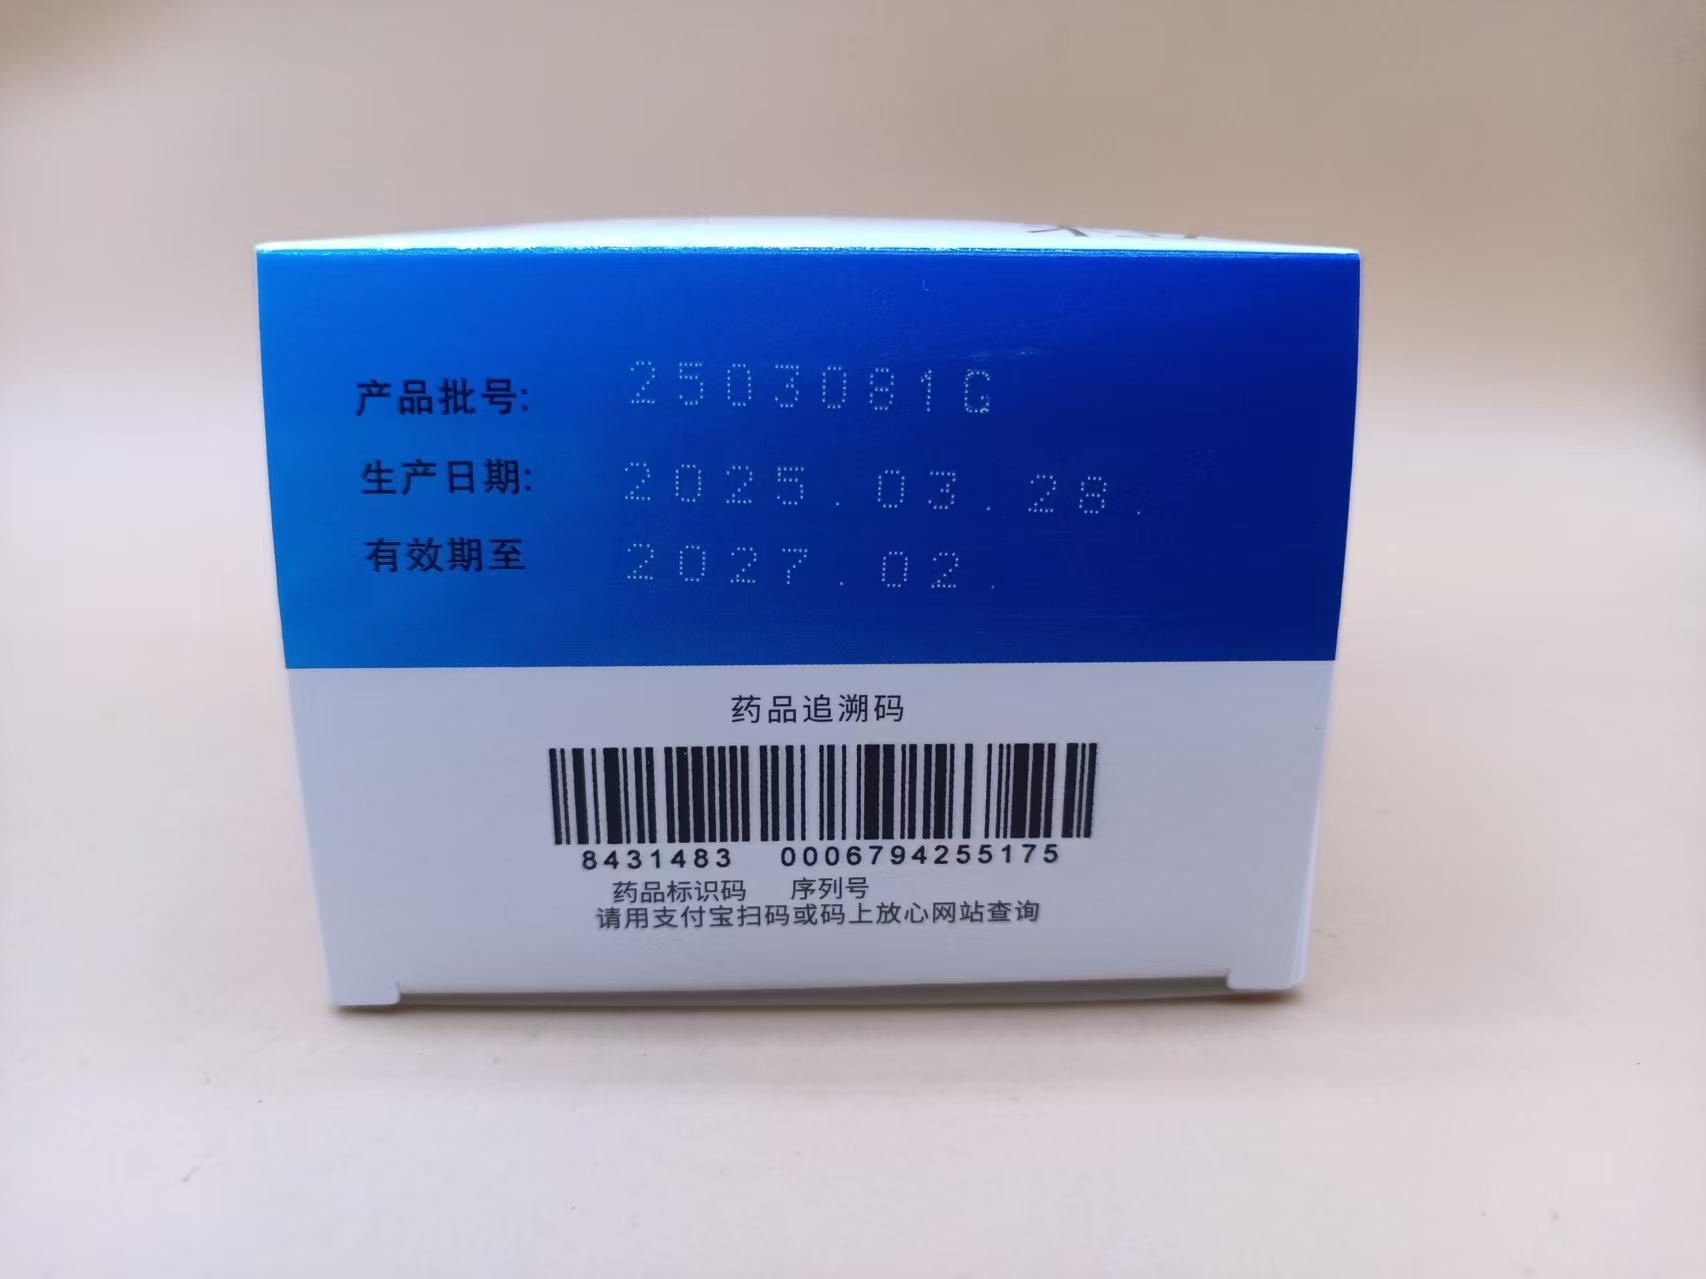 产品批号: 2503081G
生产日期: 2025.03.28.
有效期至 2027.02.
药品追溯码
8431483 0006794255175
药品标识码 序列号
请用支付宝扫码或码上放心网站查询